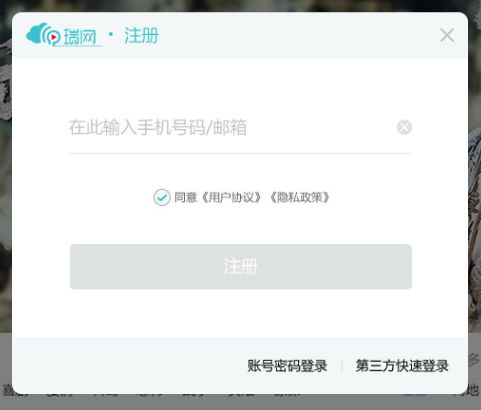 瑞网 · 注册
在此输入手机号码/邮箱
同意《用户协议》《隐私政策》
注册
账号密码登录 | 第三方快速登录
多